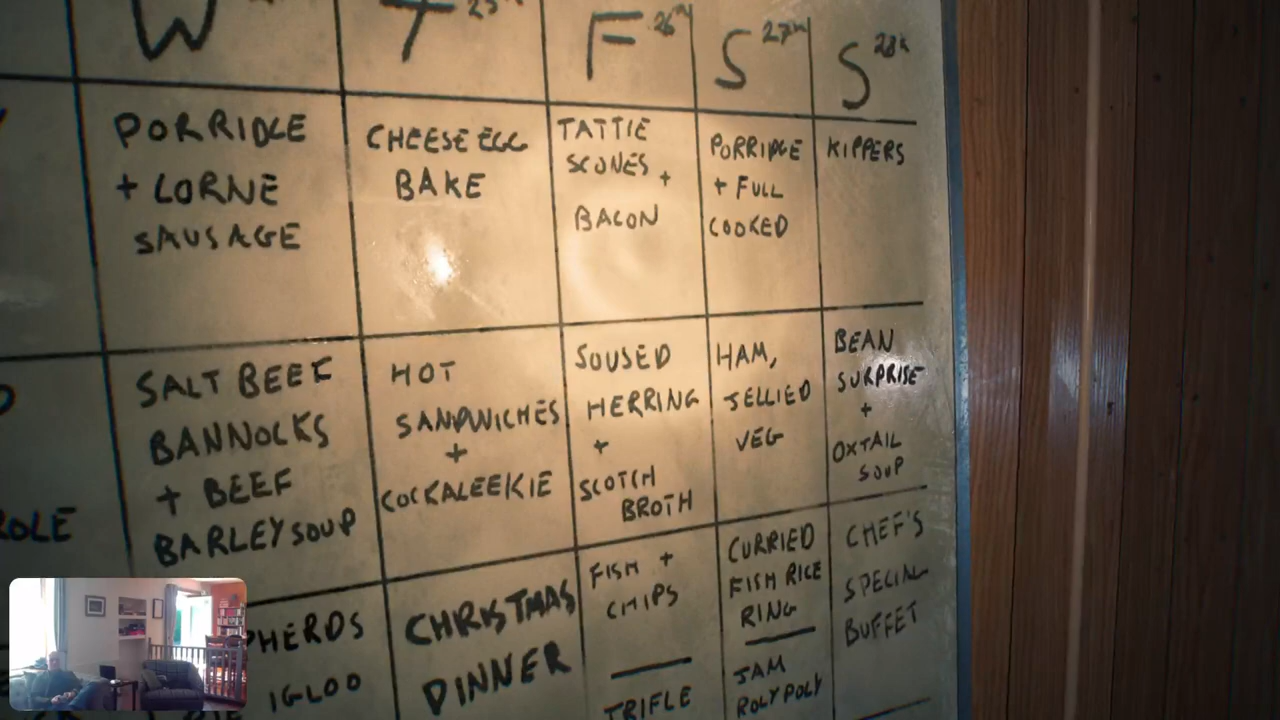 W
T 25th
F 26th
S 27th
S 28th
PORRIDGE
+ LORNE
SAUSAGE
CHEESE EGG
BAKE
TATTIE
SCONES +
BACON
PORRIDGE
+ FULL
COOKED
KIPPERS
ROLE
SALT BEEF
BANNOCKS
+ BEEF
BARLEY SOUP
HOT
SANDWICHES
+
COCKALEEKIE
SOUSED
HERRING
+
SCOTCH
BROTH
HAM,
JELLIED
VEG
BEAN
SURPRISE
+
OXTAIL
SOUP
PHERDS
IGLOO
CHRISTMAS
DINNER
FISH +
CHIPS
TRIFLE
CURRIED
FISH RICE
RING
JAM
ROLY POLY
CHEF'S
SPECIAL
BUFFET